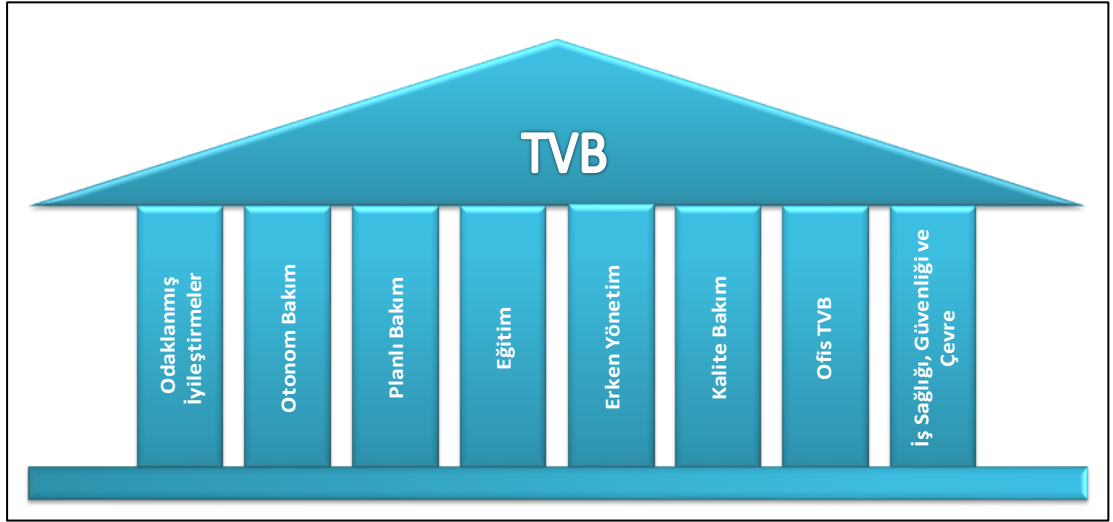 TVB
Odaklanmış
İyileştirmeler
Otonom Bakım
Planlı Bakım
Eğitim
Erken Yönetim
Kalite Bakım
Ofis TVB
İş Sağlığı, Güvenliği ve
Çevre